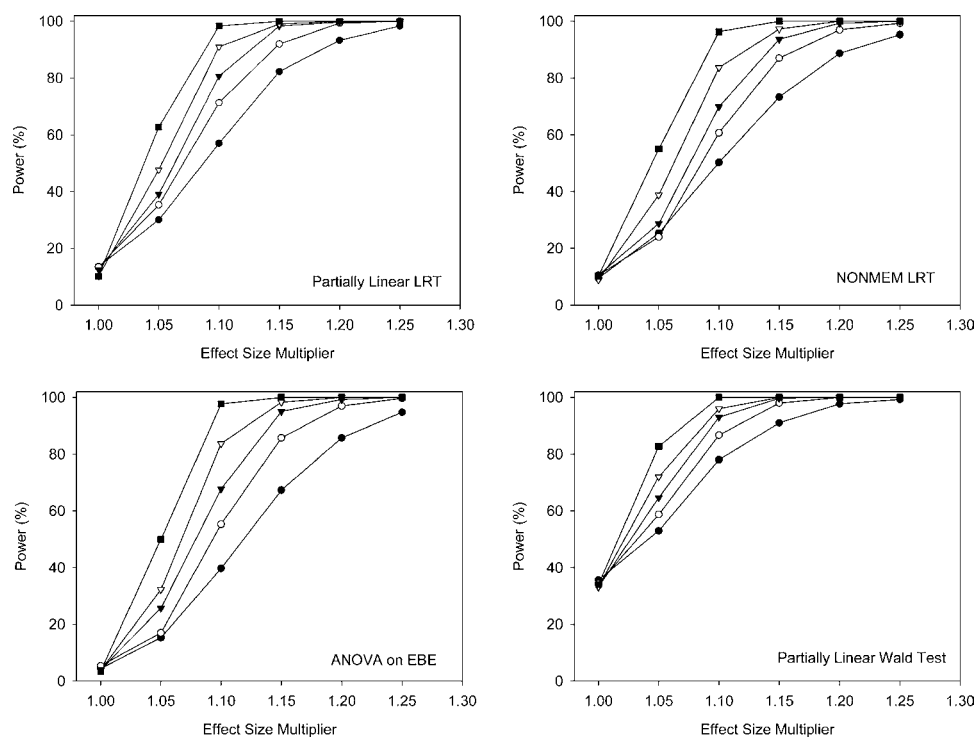 100
80
60
40
20
0
Power (%)
Partially Linear LRT
1.00 1.05 1.10 1.15 1.20 1.25 1.30
Effect Size Multiplier
100
80
60
40
20
0
Power (%)
NONMEM LRT
1.00 1.05 1.10 1.15 1.20 1.25 1.30
Effect Size Multiplier
100
80
60
40
20
0
Power (%)
ANOVA on EBE
1.00 1.05 1.10 1.15 1.20 1.25 1.30
Effect Size Multiplier
100
80
60
40
20
0
Power (%)
Partially Linear Wald Test
1.00 1.05 1.10 1.15 1.20 1.25 1.30
Effect Size Multiplier